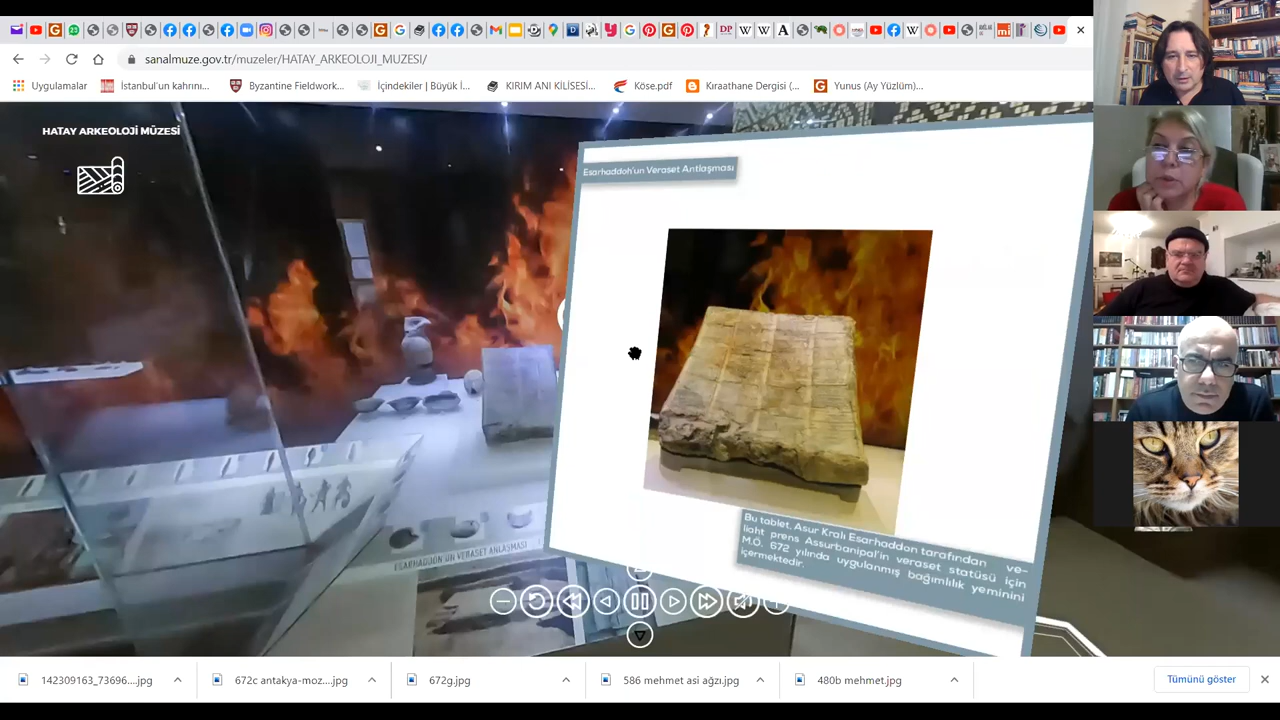 sanalmuze.gov.tr/muzeler/HATAY_ARKEOLOJI_MUZESI/
Uygulamalar
İstanbul'un kahrını...
Byzantine Fieldwork...
İçindekiler | Büyük İ...
KIRIM ANI KİLİSESİ...
Köse.pdf
Kıraathane Dergisi (...
Yunus (Ay Yüzlüm)...
HATAY ARKEOLOJİ MÜZESİ
Esarhaddoh'un Veraset Antlaşması
Bu tablet, Asur Kralı Esarhaddon tarafından ve-
liaht prens Assurbanipal'in veraset statüsü için
M.Ö. 672 yılında uygulanmış bağımlılık yeminini
içermektedir.
ESARHADDON'UN VERASET ANLAŞMASI
142309163_73696....jpg
672c antakya-moz....jpg
672g.jpg
586 mehmet asi ağzı.jpg
480b mehmet.jpg
Tümünü göster